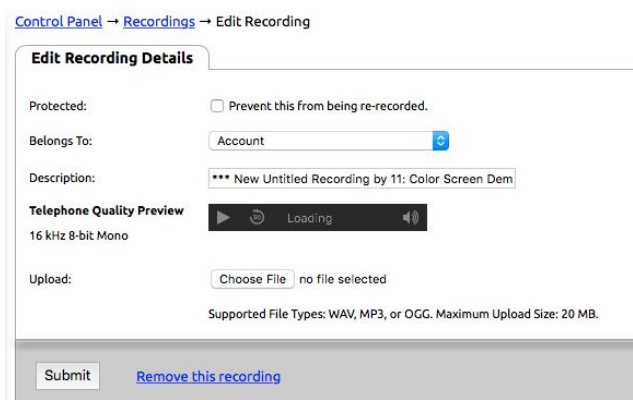 Control Panel → Recordings → Edit Recording
Edit Recording Details
Protected: Prevent this from being re-recorded.
Belongs To: Account
Description: *** New Untitled Recording by 11: Color Screen Dem
Telephone Quality Preview
30 Loading
16 kHz 8-bit Mono
Upload: Choose File no file selected
Supported File Types: WAV, MP3, or OGG. Maximum Upload Size: 20 MB.
Submit Remove this recording